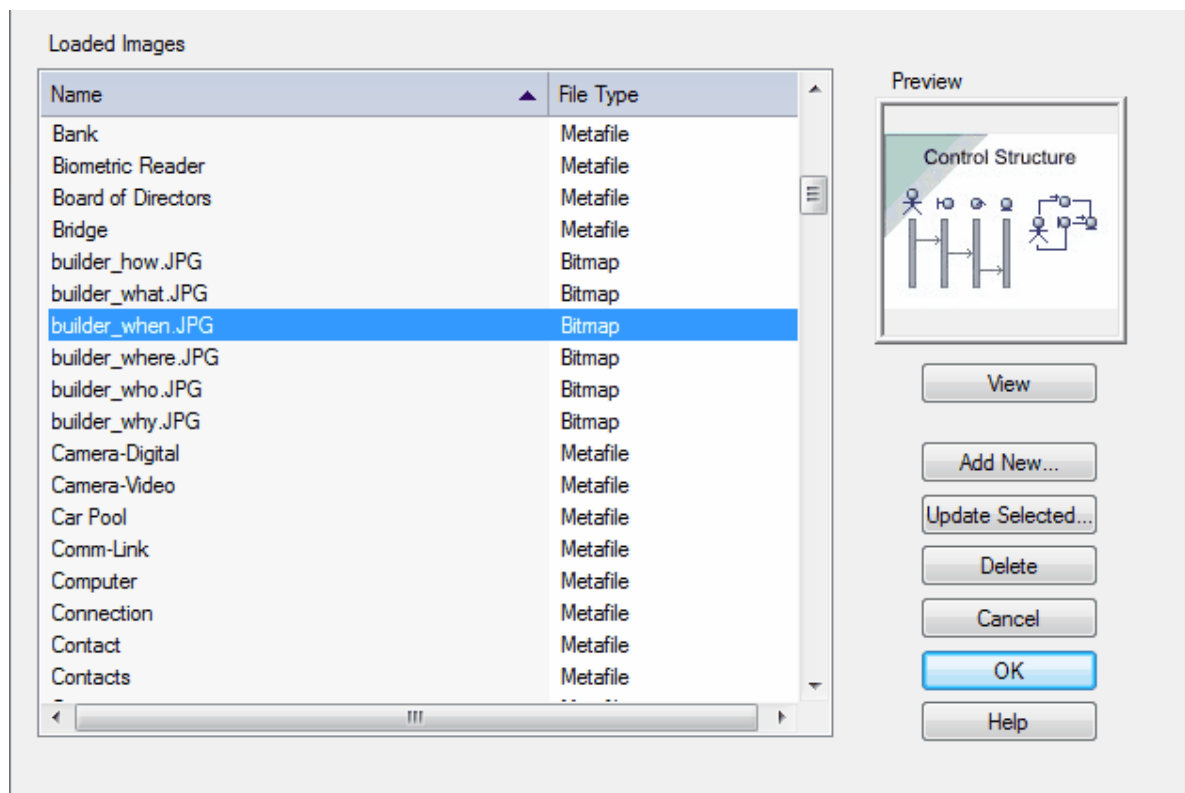 Loaded Images
Name File Type
Bank Metafile
Biometric Reader Metafile
Board of Directors Metafile
Bridge Metafile
builder_how.JPG Bitmap
builder_what.JPG Bitmap
builder_when.JPG Bitmap
builder_where.JPG Bitmap
builder_who.JPG Bitmap
builder_why.JPG Bitmap
Camera-Digital Metafile
Camera-Video Metafile
Car Pool Metafile
Comm-Link Metafile
Computer Metafile
Connection Metafile
Contact Metafile
Contacts Metafile
Preview
Control Structure
View
Add New...
Update Selected...
Delete
Cancel
OK
Help